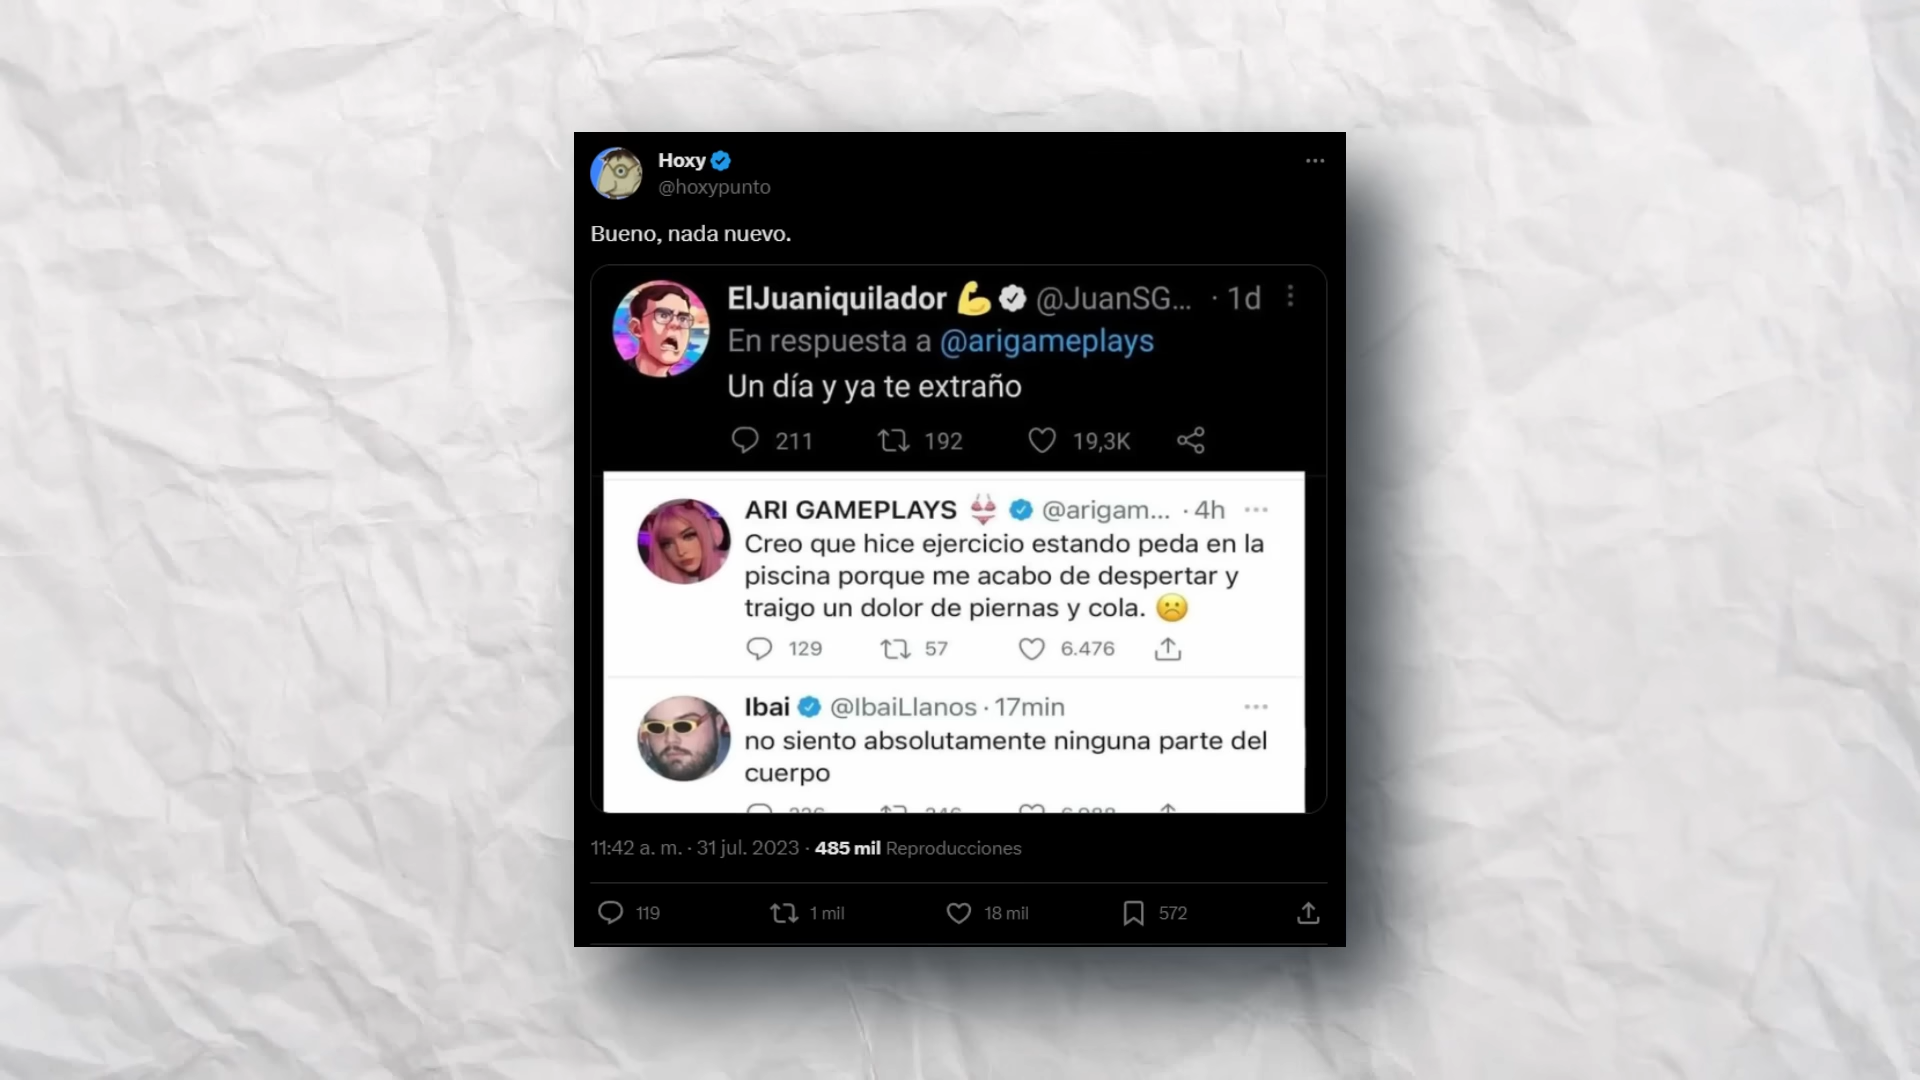 Hoxy
@hoxypunto
Bueno, nada nuevo.
ElJuaniquilador 💪 @JuanSG... · 1d
En respuesta a @arigameplays
Un día y ya te extraño
211 192 19,3K
ARI GAMEPLAYS 👙 @arigam... · 4h
Creo que hice ejercicio estando peda en la
piscina porque me acabo de despertar y
traigo un dolor de piernas y cola. ☹️
129 57 6.476
Ibai @IbaiLlanos · 17min
no siento absolutamente ninguna parte del
cuerpo
11:42 a. m. · 31 jul. 2023 · 485 mil Reproducciones
119 1 mil 18 mil 572